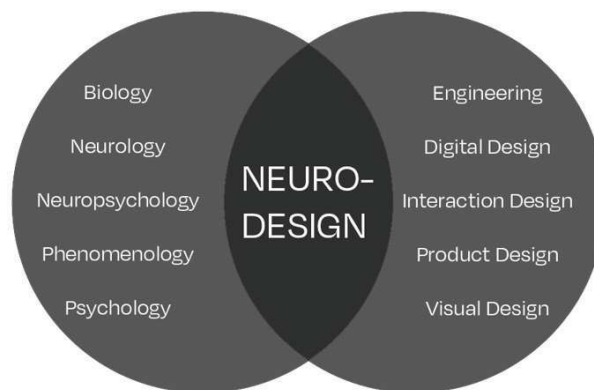 Biology
Neurology
Neuropsychology
Phenomenology
Psychology
NEURO-
DESIGN
Engineering
Digital Design
Interaction Design
Product Design
Visual Design